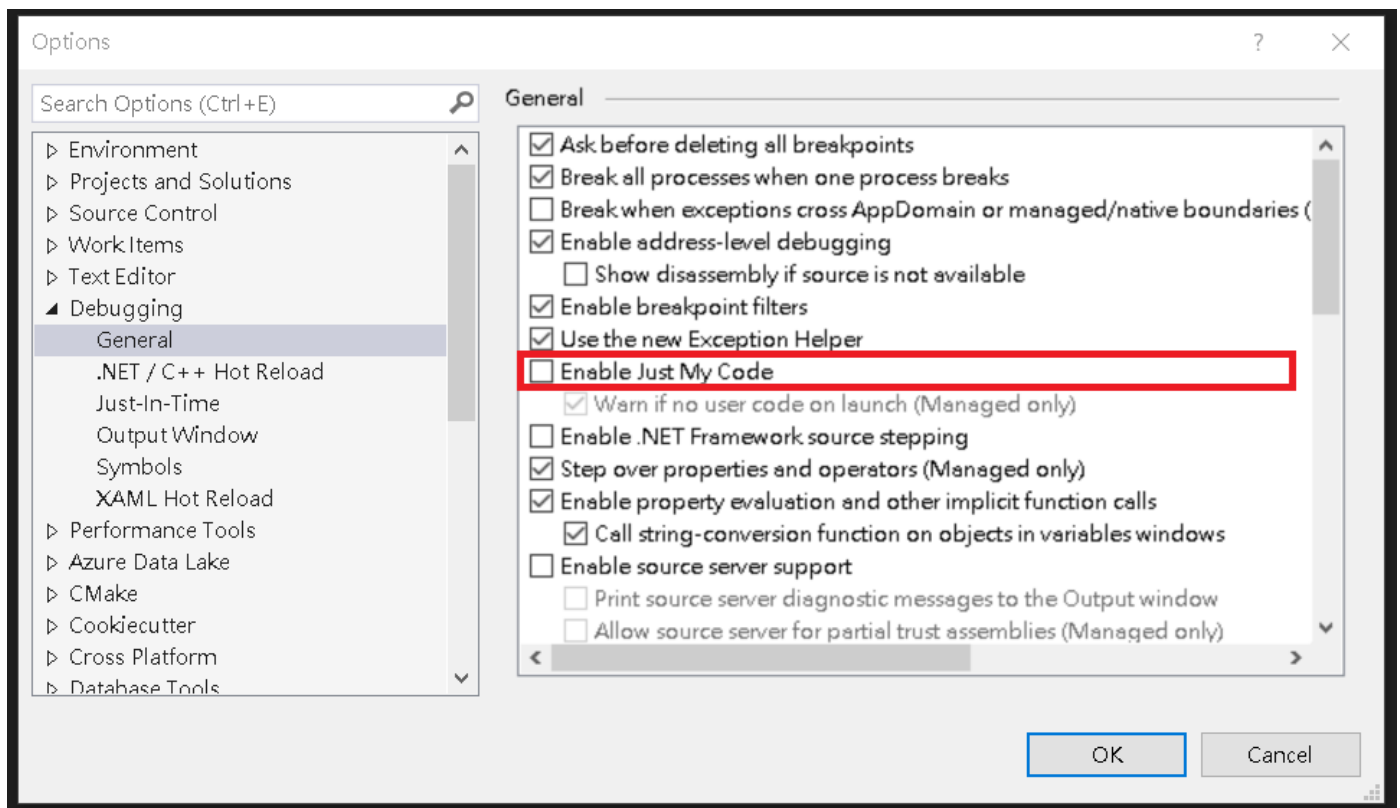 Options
?
Search Options (Ctrl+E)
Environment
Projects and Solutions
Source Control
Work Items
Text Editor
Debugging
General
.NET / C++ Hot Reload
Just-In-Time
Output Window
Symbols
XAML Hot Reload
Performance Tools
Azure Data Lake
CMake
Cookiecutter
Cross Platform
Database Tools
General
Ask before deleting all breakpoints
Break all processes when one process breaks
Break when exceptions cross AppDomain or managed/native boundaries (
Enable address-level debugging
Show disassembly if source is not available
Enable breakpoint filters
Use the new Exception Helper
Enable Just My Code
Warn if no user code on launch (Managed only)
Enable .NET Framework source stepping
Step over properties and operators (Managed only)
Enable property evaluation and other implicit function calls
Call string-conversion function on objects in variables windows
Enable source server support
Print source server diagnostic messages to the Output window
Allow source server for partial trust assemblies (Managed only)
OK
Cancel